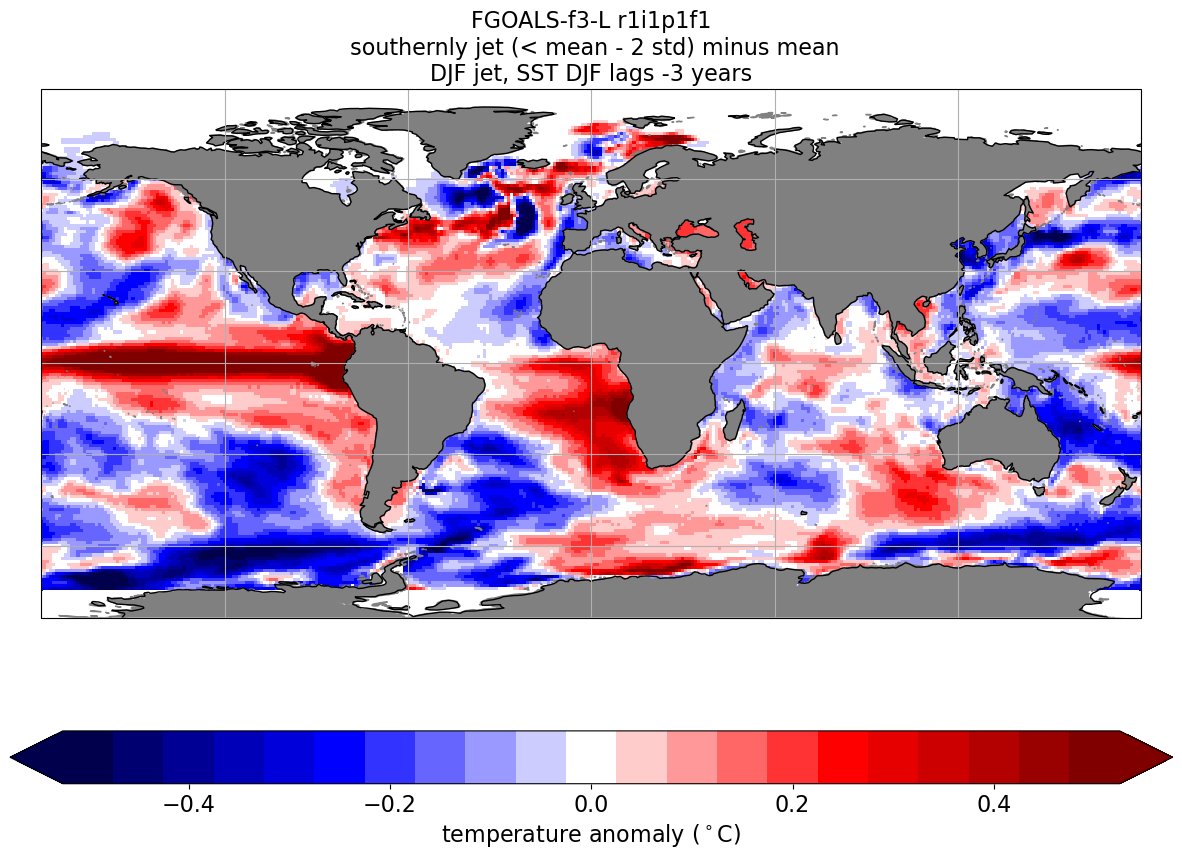 FGOALS-f3-L r1i1p1f1
southernly jet (< mean - 2 std) minus mean
DJF jet, SST DJF lags -3 years
−0.4 −0.2 0.0 0.2 0.4
temperature anomaly (°C)